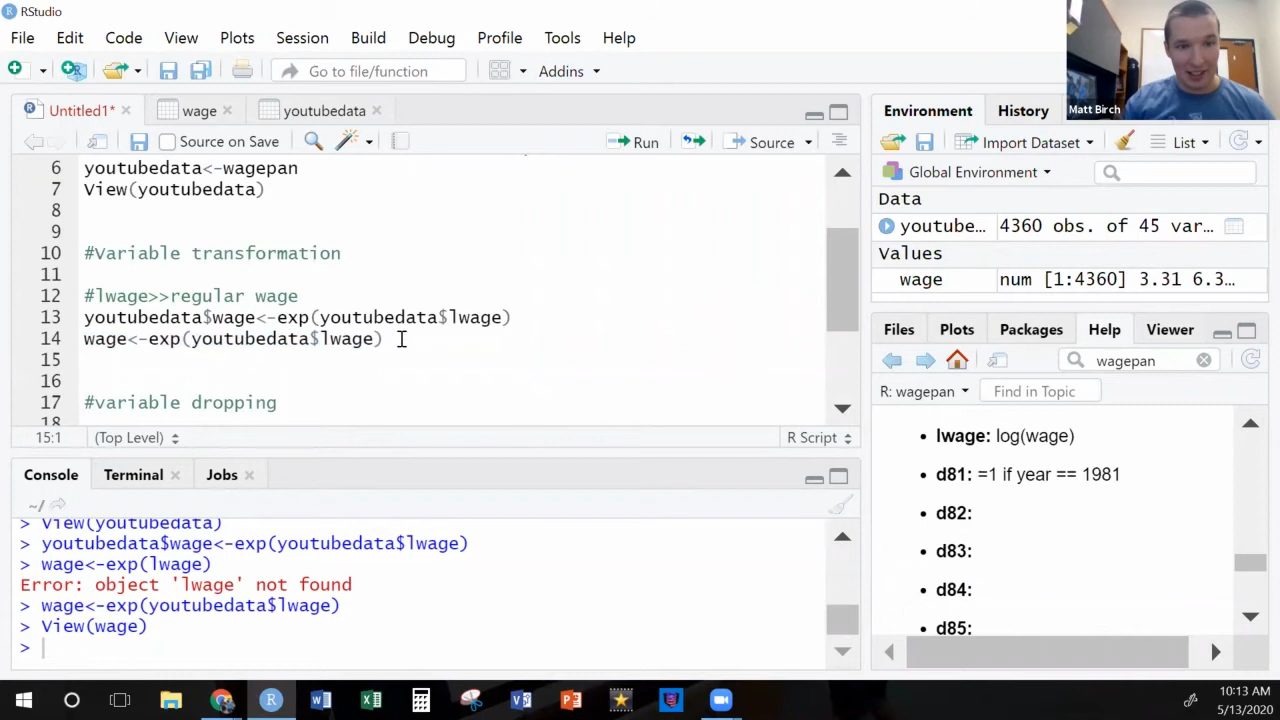 RStudio
File Edit Code View Plots Session Build Debug Profile Tools Help
Go to file/function Addins
Matt Birch
Untitled1* wage youtubedata
Source on Save Run Source
6 youtubedata<-wagepan
7 View(youtubedata)
8
9
10 #Variable transformation
11
12 #lwage>>regular wage
13 youtubedata$wage<-exp(youtubedata$lwage)
14 wage<-exp(youtubedata$lwage)
15
16
17 #variable dropping
18
15:1 (Top Level) R Script
Console Terminal Jobs
~/
> View(youtubedata)
> youtubedata$wage<-exp(youtubedata$lwage)
> wage<-exp(lwage)
Error: object 'lwage' not found
> wage<-exp(youtubedata$lwage)
> View(wage)
>
Environment History
Import Dataset List
Global Environment
Data
youtube... 4360 obs. of 45 var...
Values
wage num [1:4360] 3.31 6.3...
Files Plots Packages Help Viewer
wagepan
R: wagepan Find in Topic
• lwage: log(wage)
• d81: =1 if year == 1981
• d82:
• d83:
• d84:
• d85:
10:13 AM
5/13/2020